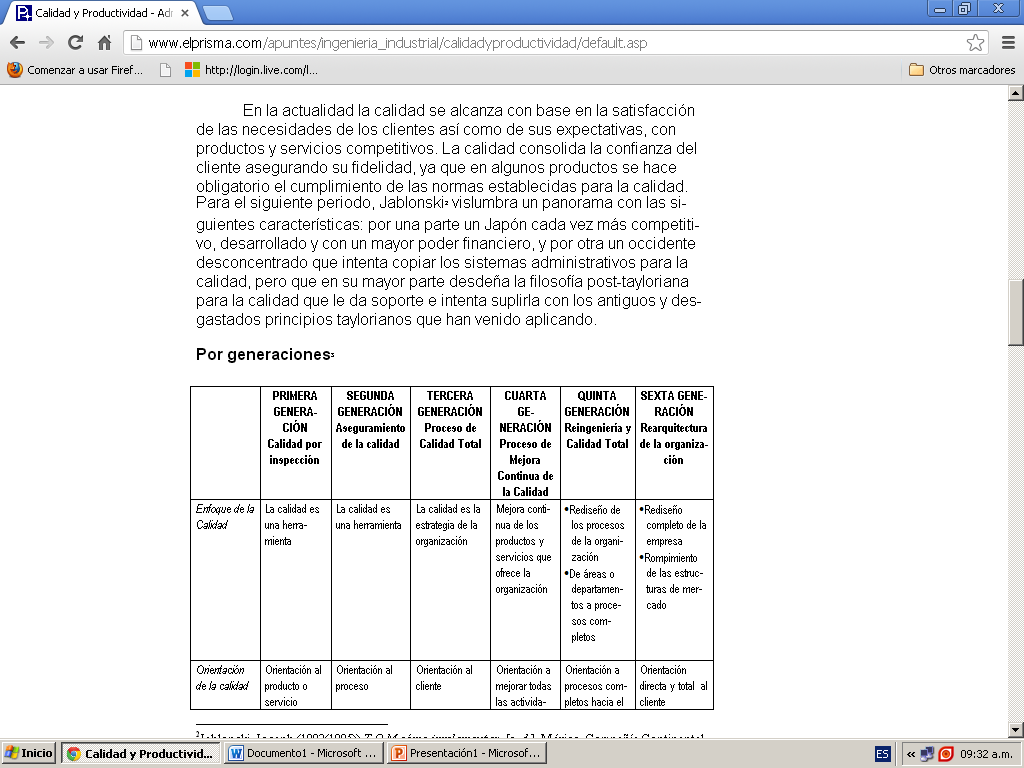 Calidad y Productividad - Adr
www.elprisma.com/apuntes/ingenieria_industrial/calidadyproductividad/default.asp
Comenzar a usar Firef...
http://login.live.com/l...
Otros marcadores
En la actualidad la calidad se alcanza con base en la satisfacción
de las necesidades de los clientes así como de sus expectativas, con
productos y servicios competitivos. La calidad consolida la confianza del
cliente asegurando su fidelidad, ya que en algunos productos se hace
obligatorio el cumplimiento de las normas establecidas para la calidad.
Para el siguiente periodo, Jablonski² vislumbra un panorama con las si-
guientes características: por una parte un Japón cada vez más competiti-
vo, desarrollado y con un mayor poder financiero, y por otra un occidente
desconcentrado que intenta copiar los sistemas administrativos para la
calidad, pero que en su mayor parte desdeña la filosofía post-tayloriana
para la calidad que le da soporte e intenta suplirla con los antiguos y des-
gastados principios taylorianos que han venido aplicando.
Por generaciones³
PRIMERA
GENERA-
CIÓN
Calidad por
inspección
SEGUNDA
GENERACIÓN
Aseguramiento
de la calidad
TERCERA
GENERACIÓN
Proceso de
Calidad Total
CUARTA
GE-
NERACIÓN
Proceso de
Mejora
Continua de
la Calidad
QUINTA
GENERACIÓN
Reingeniería y
Calidad Total
SEXTA GENE-
RACIÓN
Rearquitectura
de la organiza-
ción
Enfoque de la
Calidad
La calidad es
una herra-
mienta
La calidad es
una herramienta
La calidad es la
estrategia de la
organización
Mejora conti-
nua de los
productos y
servicios que
ofrece la
organización
•Rediseño de
los procesos
de la organi-
zación
•De áreas o
departamen-
tos a proce-
sos com-
pletos
•Rediseño
completo de la
empresa
•Rompimiento
de las estruc-
turas de mer-
cado
Orientación
de la calidad
Orientación al
producto o
servicio
Orientación al
proceso
Orientación al
cliente
Orientación a
mejorar todas
las activida-
Orientación a
procesos com-
pletos hacia el
Orientación
directa y total al
cliente
Inicio
Calidad y Productivid...
Documento1 - Microsoft ...
Presentación1 - Microsof...
ES
09:32 a.m.